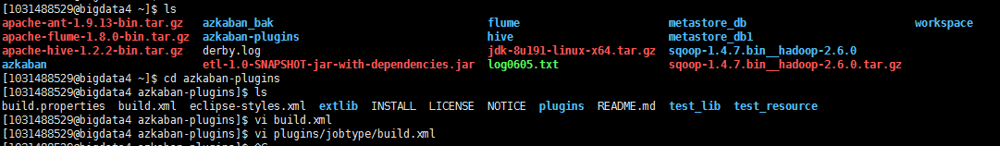 [1031488529@bigdata4 ~]$ ls
apache-ant-1.9.13-bin.tar.gz azkaban_bak flume metastore_db workspace
apache-flume-1.8.0-bin.tar.gz azkaban-plugins hive metastore_db1
apache-hive-1.2.2-bin.tar.gz derby.log jdk-8u191-linux-x64.tar.gz sqoop-1.4.7.bin__hadoop-2.6.0
azkaban etl-1.0-SNAPSHOT-jar-with-dependencies.jar log0605.txt sqoop-1.4.7.bin__hadoop-2.6.0.tar.gz
[1031488529@bigdata4 ~]$ cd azkaban-plugins
[1031488529@bigdata4 azkaban-plugins]$ ls
build.properties build.xml eclipse-styles.xml extlib INSTALL LICENSE NOTICE plugins README.md test_lib test_resource
[1031488529@bigdata4 azkaban-plugins]$ vi build.xml
[1031488529@bigdata4 azkaban-plugins]$ vi plugins/jobtype/build.xml
[1031488529@bigdata4 azkaban-plugins]$